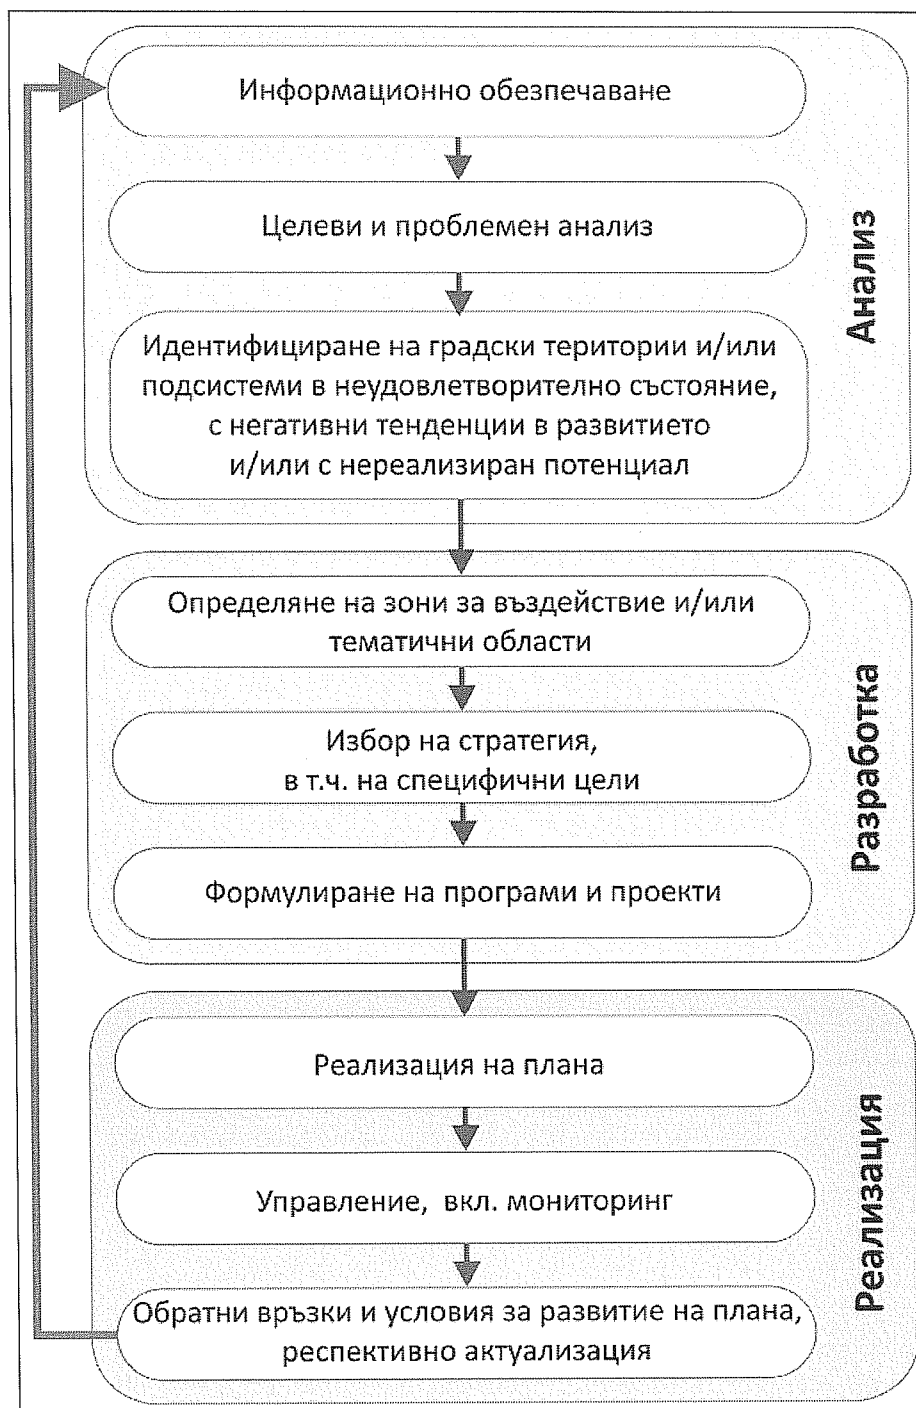 Информационно обезпечаване
Целеви и проблемен анализ
Идентифициране на градски територии и/или
подсистеми в неудовлетворително състояние,
с негативни тенденции в развитието
и/или с нереализиран потенциал
Анализ
Определяне на зони за въздействие и/или
тематични области
Избор на стратегия,
в т.ч. на специфични цели
Формулиране на програми и проекти
Разработка
Реализация на плана
Управление, вкл. мониторинг
Обратни връзки и условия за развитие на плана,
респективно актуализация
Реализация